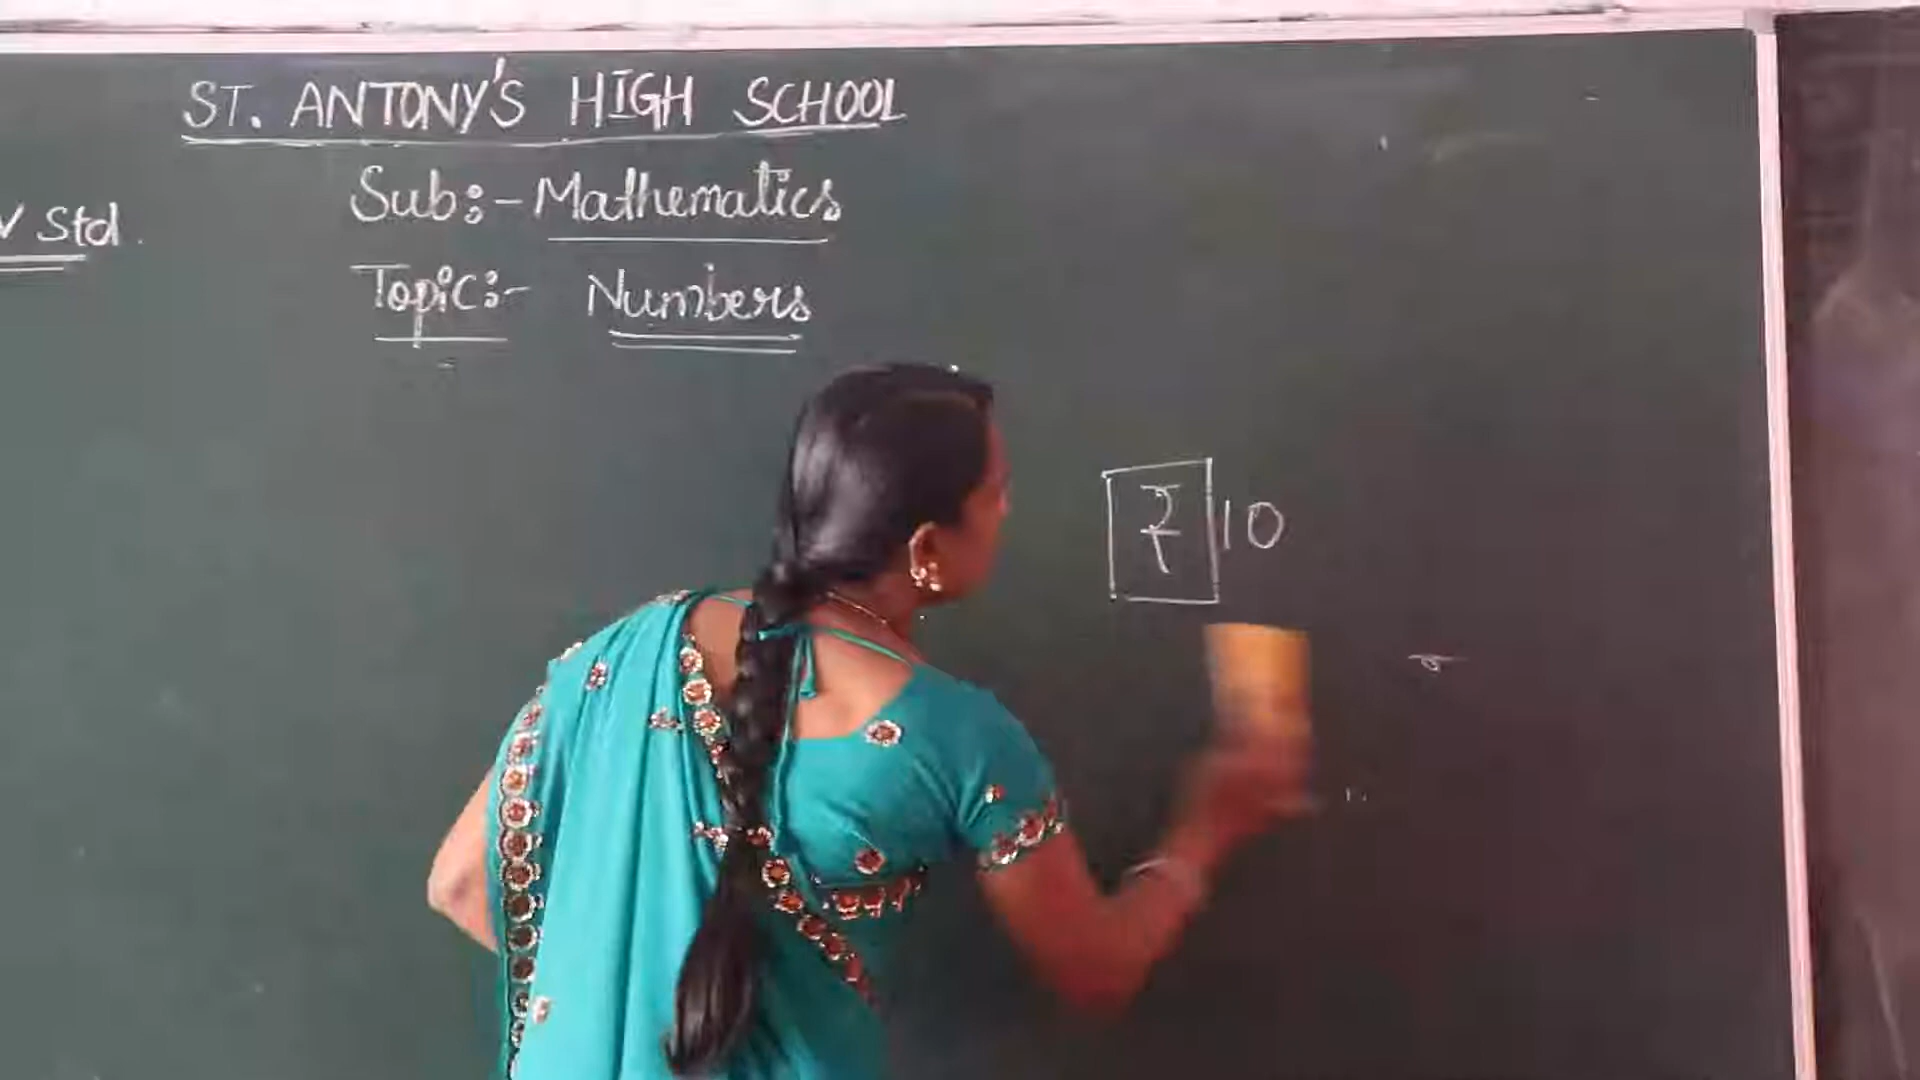 ST. ANTONY'S HIGH SCHOOL
V Std.
Sub:- Mathematics
Topic:- Numbers
₹ 10